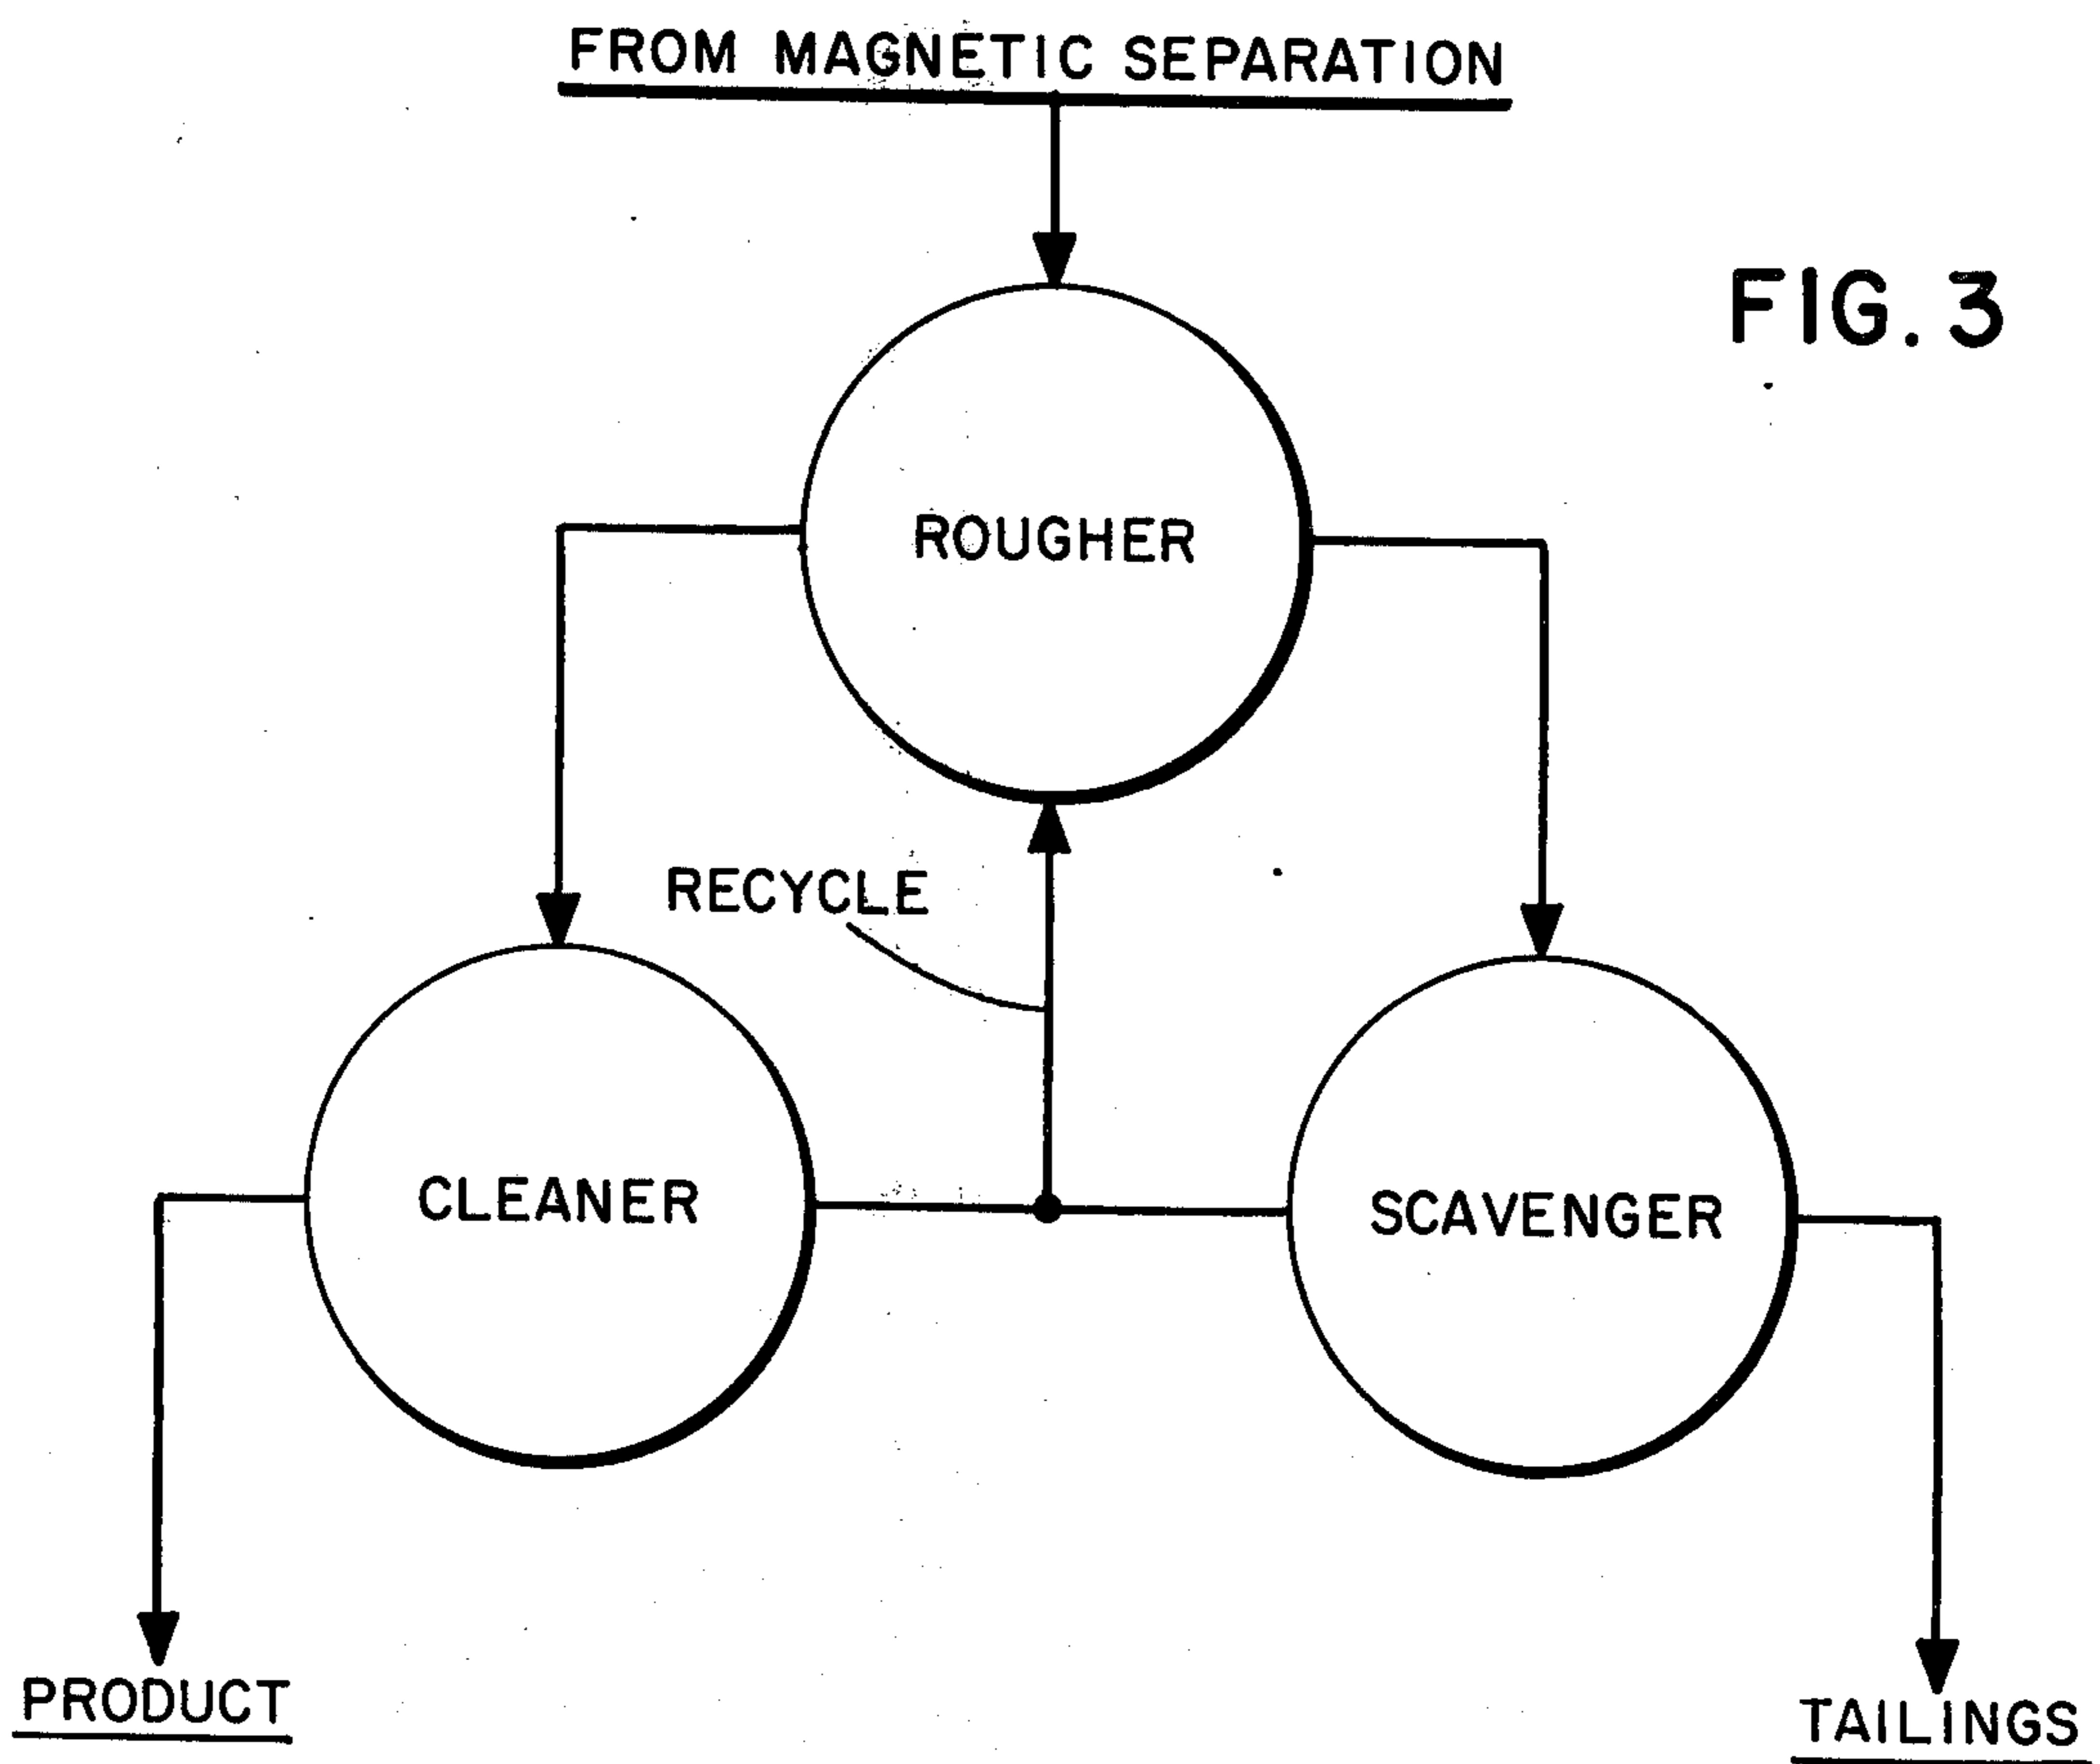 FROM MAGNETIC SEPARATION
FIG. 3
ROUGHER
RECYCLE
CLEANER
SCAVENGER
PRODUCT
TAILINGS